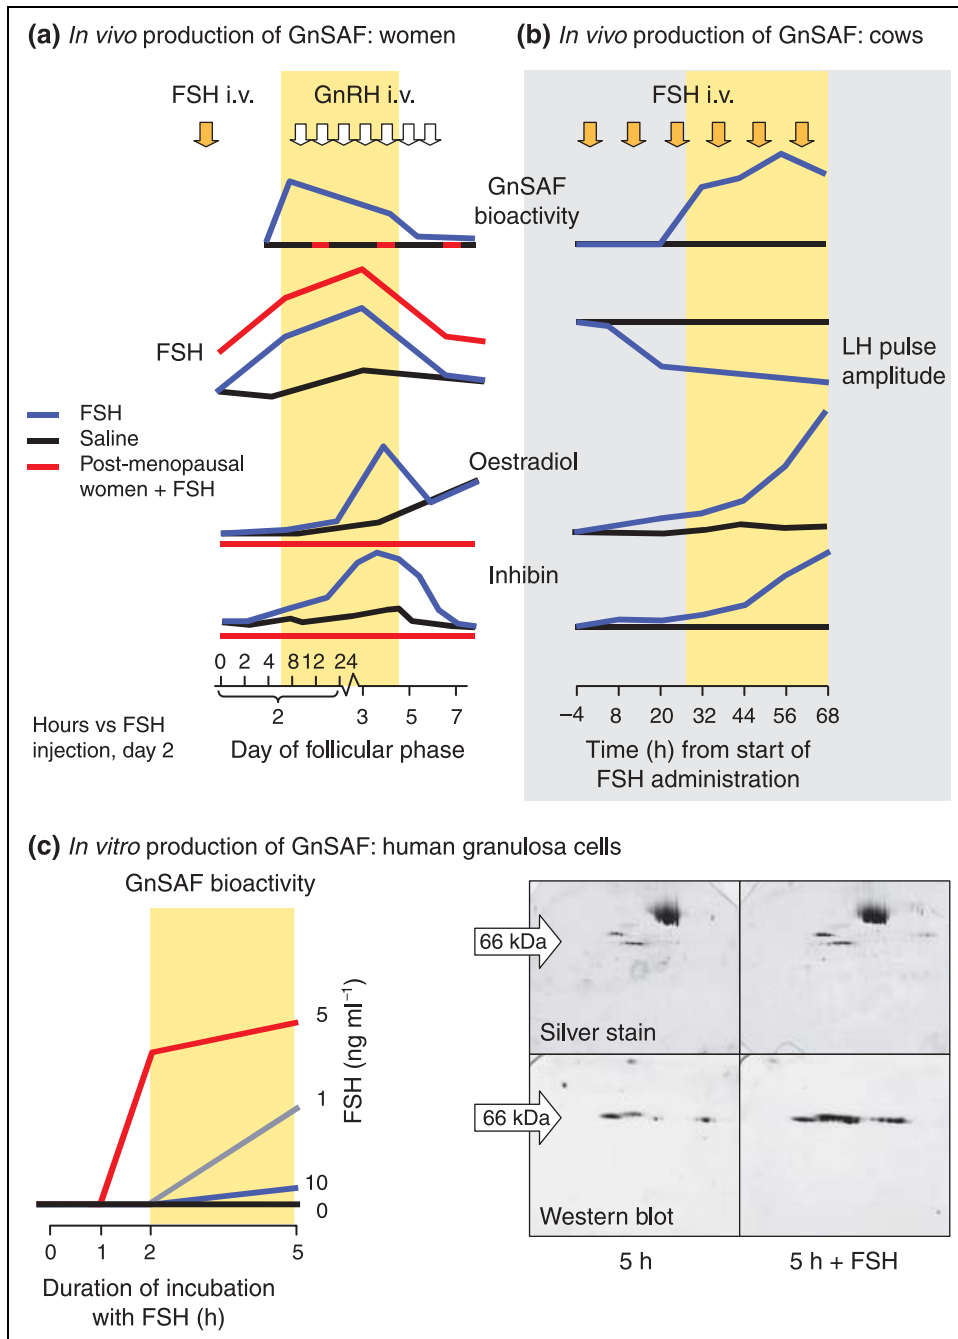 (a) In vivo production of GnSAF: women
FSH i.v.
GnRH i.v.
GnSAF
bioactivity
FSH
FSH
Saline
Post-menopausal
women + FSH
Oestradiol
Inhibin
0 2 4 8 12 24
2 3 5 7
Hours vs FSH
injection, day 2
Day of follicular phase
(b) In vivo production of GnSAF: cows
FSH i.v.
LH pulse
amplitude
–4 8 20 32 44 56 68
Time (h) from start of
FSH administration
(c) In vitro production of GnSAF: human granulosa cells
GnSAF bioactivity
5
1
10
0
FSH (ng ml–1)
0 1 2 5
Duration of incubation
with FSH (h)
66 kDa
Silver stain
66 kDa
Western blot
5 h
5 h + FSH